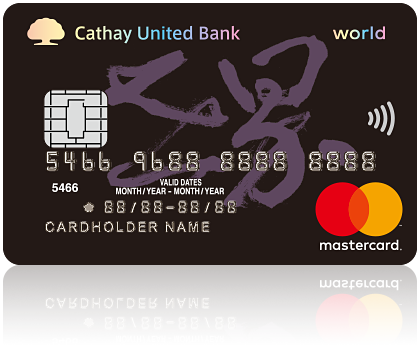 Cathay United Bank world
5466 9688 8888 8888
5466 VALID DATES
MONTH/YEAR – MONTH/YEAR
* 88/88–88/88
CARDHOLDER NAME
mastercard.